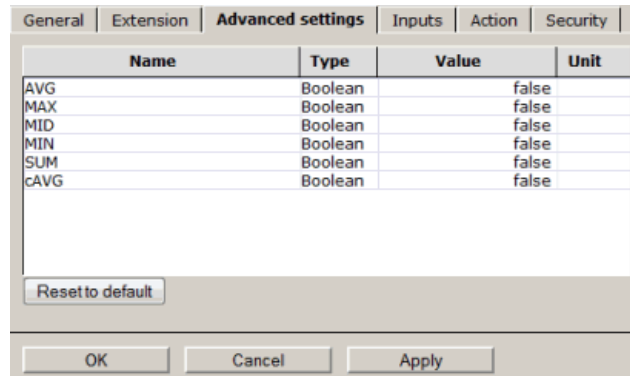 General Extension Advanced settings Inputs Action Security
Name Type Value Unit
AVG Boolean false
MAX Boolean false
MID Boolean false
MIN Boolean false
SUM Boolean false
cAVG Boolean false
Reset to default
OK Cancel Apply